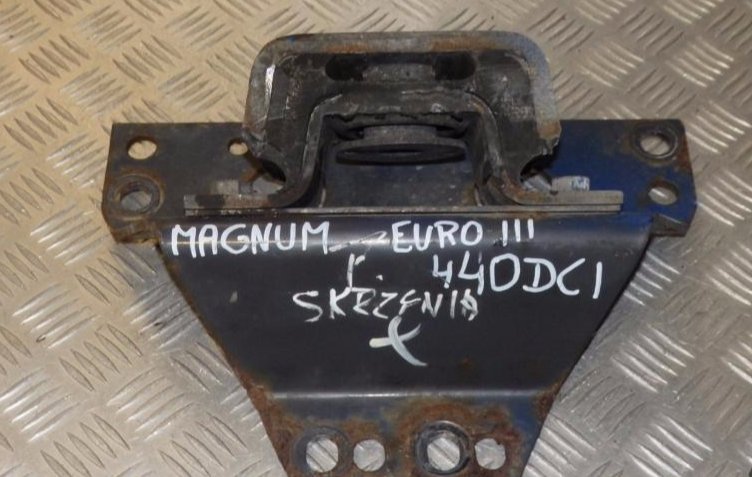 MAGNUM - EURO III
r. 440DCI
SKRZYNIA